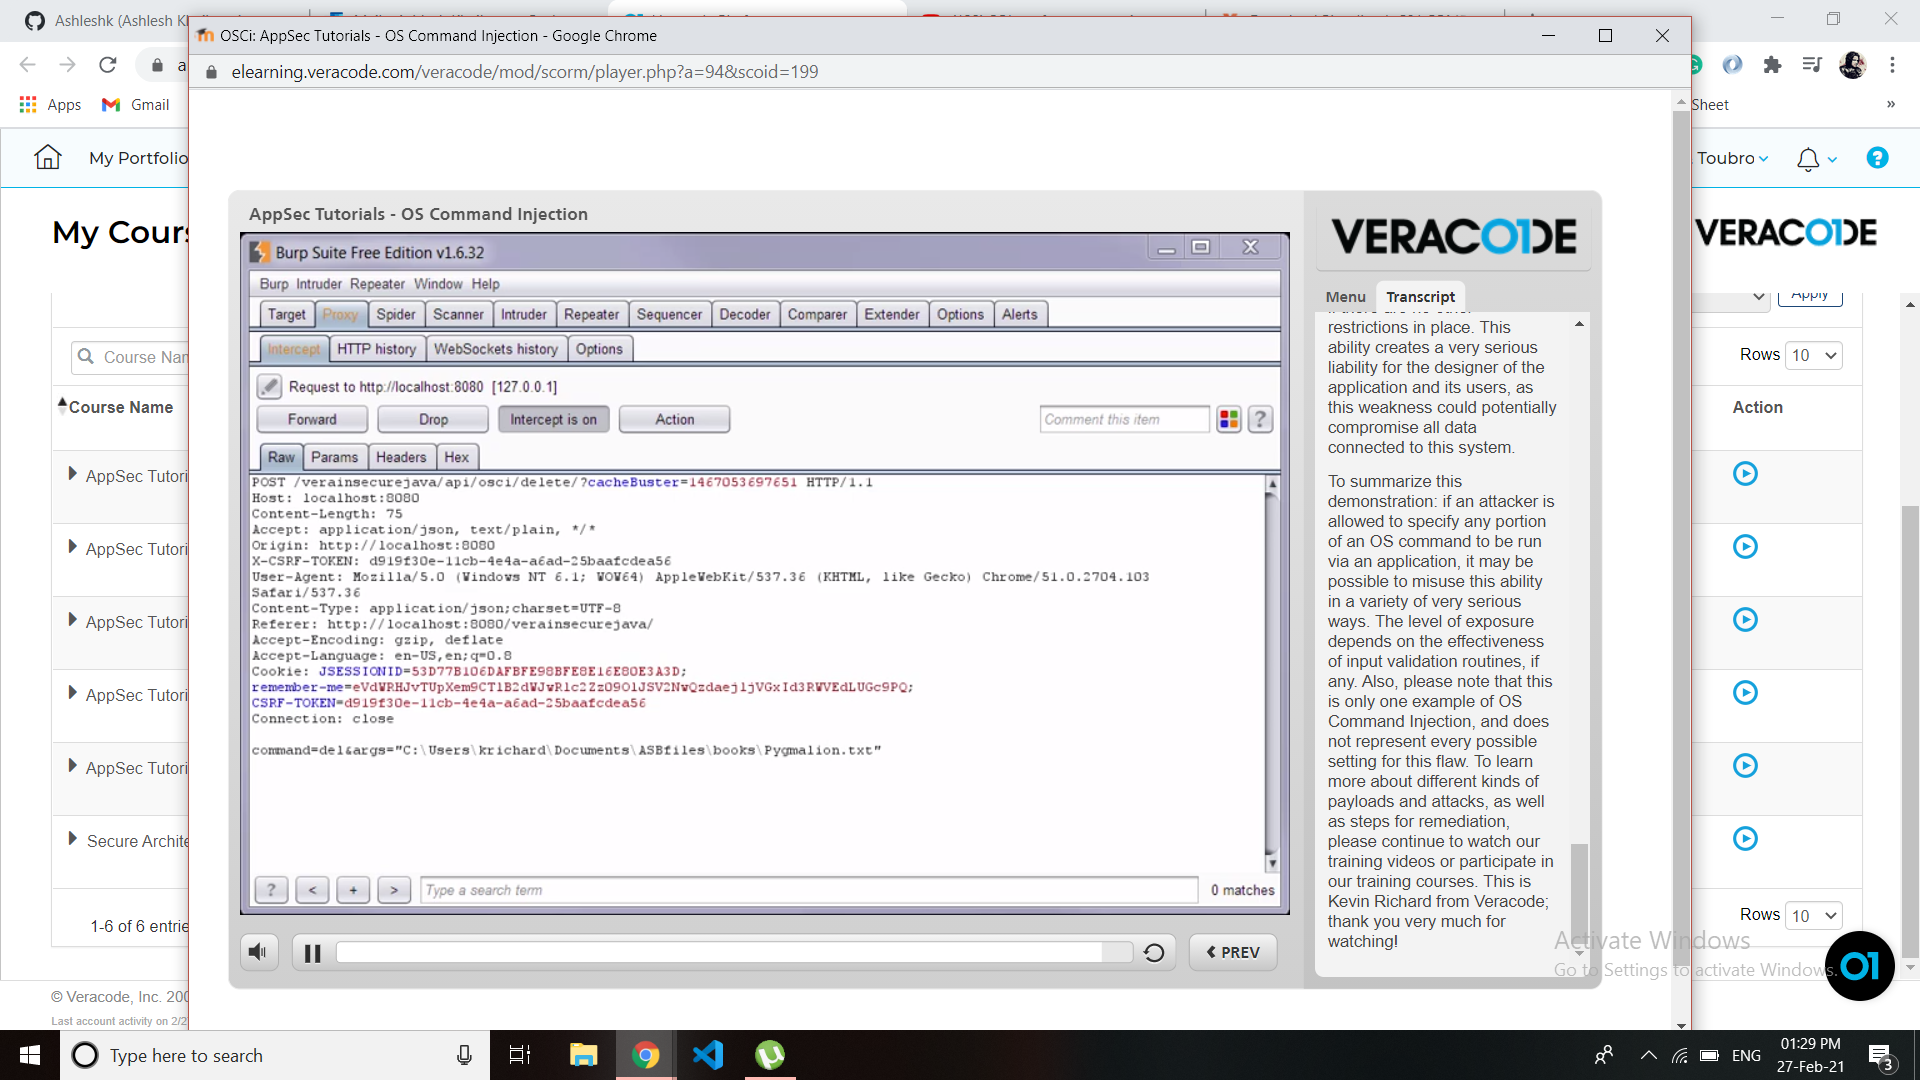 Ashleshk (Ashlesh Kh
OSCi: AppSec Tutorials - OS Command Injection - Google Chrome
elearning.veracode.com/veracode/mod/scorm/player.php?a=94&scoid=199
Apps
Gmail
Sheet
»
My Portfolio
Toubro
?
My Cours
VERACODE
AppSec Tutorials - OS Command Injection
VERACODE
Burp Suite Free Edition v1.6.32
Burp Intruder Repeater Window Help
Target Proxy Spider Scanner Intruder Repeater Sequencer Decoder Comparer Extender Options Alerts
Intercept HTTP history WebSockets history Options
Request to http://localhost:8080 [127.0.0.1]
Forward Drop Intercept is on Action Comment this item ?
Raw Params Headers Hex
POST /verainsecurejava/api/osci/delete/?cacheBuster=1467053697651 HTTP/1.1
Host: localhost:8080
Content-Length: 75
Accept: application/json, text/plain, */*
Origin: http://localhost:8080
X-CSRF-TOKEN: d919f30e-11cb-4e4a-a6ad-25baafcdea56
User-Agent: Mozilla/5.0 (Windows NT 6.1; WOW64) AppleWebKit/537.36 (KHTML, like Gecko) Chrome/51.0.2704.103
Safari/537.36
Content-Type: application/json;charset=UTF-8
Referer: http://localhost:8080/verainsecurejava/
Accept-Encoding: gzip, deflate
Accept-Language: en-US,en;q=0.8
Cookie: JSESSIONID=53D77B106DAFBFE98BFE8E16E80E3A3D;
CSRF-TOKEN=d919f30e-11cb-4e4a-a6ad-25baafcdea56
Connection: close
command=del&args="C:\Users\krichard\Documents\ASBfiles\books\Pygmalion.txt"
? < + > Type a search term 0 matches
PREV
Menu Transcript
restrictions in place. This
ability creates a very serious
liability for the designer of the
application and its users, as
this weakness could potentially
compromise all data
connected to this system.
To summarize this
demonstration: if an attacker is
allowed to specify any portion
of an OS command to be run
via an application, it may be
possible to misuse this ability
in a variety of very serious
ways. The level of exposure
depends on the effectiveness
of input validation routines, if
any. Also, please note that this
is only one example of OS
Command Injection, and does
not represent every possible
setting for this flaw. To learn
more about different kinds of
payloads and attacks, as well
as steps for remediation,
please continue to watch our
training videos or participate in
our training courses. This is
Kevin Richard from Veracode;
thank you very much for
watching!
Course Nam
Course Name
AppSec Tutori
AppSec Tutori
AppSec Tutori
AppSec Tutori
AppSec Tutori
Secure Archite
1-6 of 6 entrie
© Veracode, Inc. 200
Last account activity on 2/2
Apply
Rows 10
Action
Rows 10
Activate Windows
Go to Settings to activate Windows.
01
Type here to search
ENG
01:29 PM
27-Feb-21
3